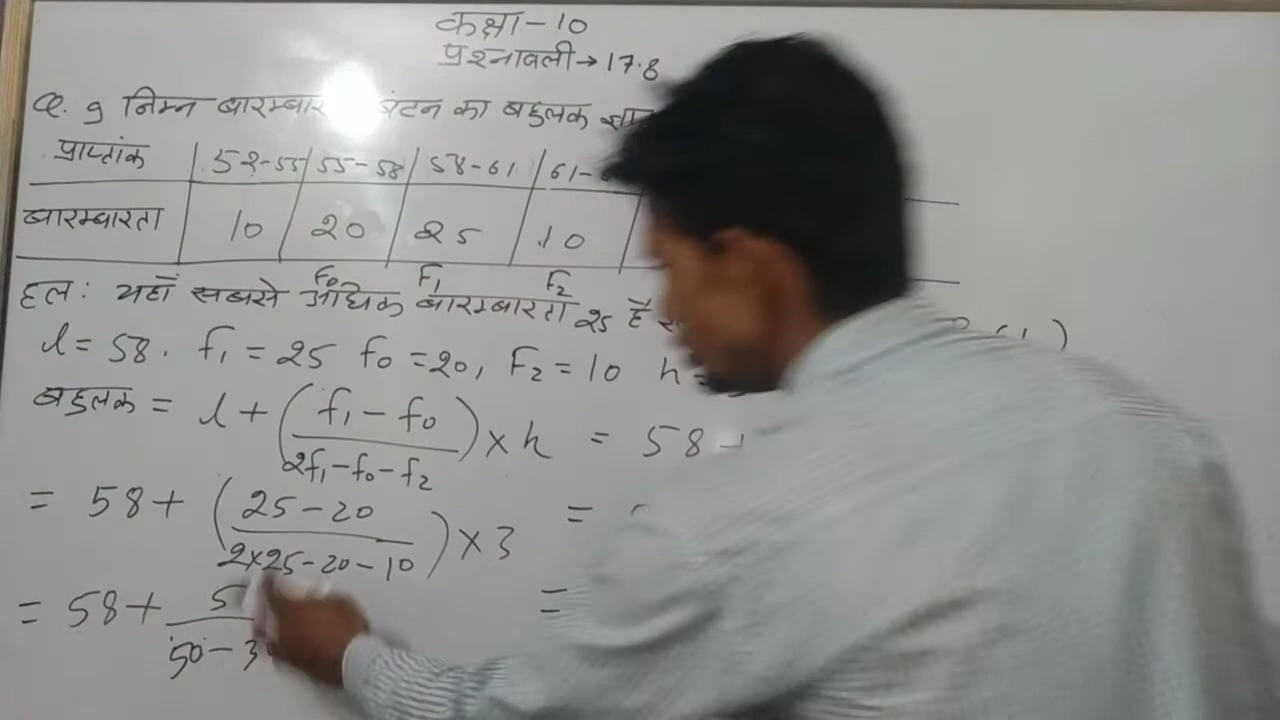 कक्षा - 10
प्रश्नावली → 17.8
Q. 9 निम्न बारम्बार बंटन का बहुलक
प्राप्तांक | 52-55 | 55-58 | 58-61 | 61-
बारम्बारता | 10 | 20 | 25 | 10
F₀ F₁ F₂
हल : यहाँ सबसे अधिक बारम्बारता 25 है
l = 58. f₁ = 25 f₀ = 20, F₂ = 10 h =
बहुलक = l + (f₁ - f₀ / 2f₁ - f₀ - f₂) × h = 58
= 58 + (25 - 20 / 2×25 - 20 - 10) × 3 =
= 58 + 5 / 50 - 3 =